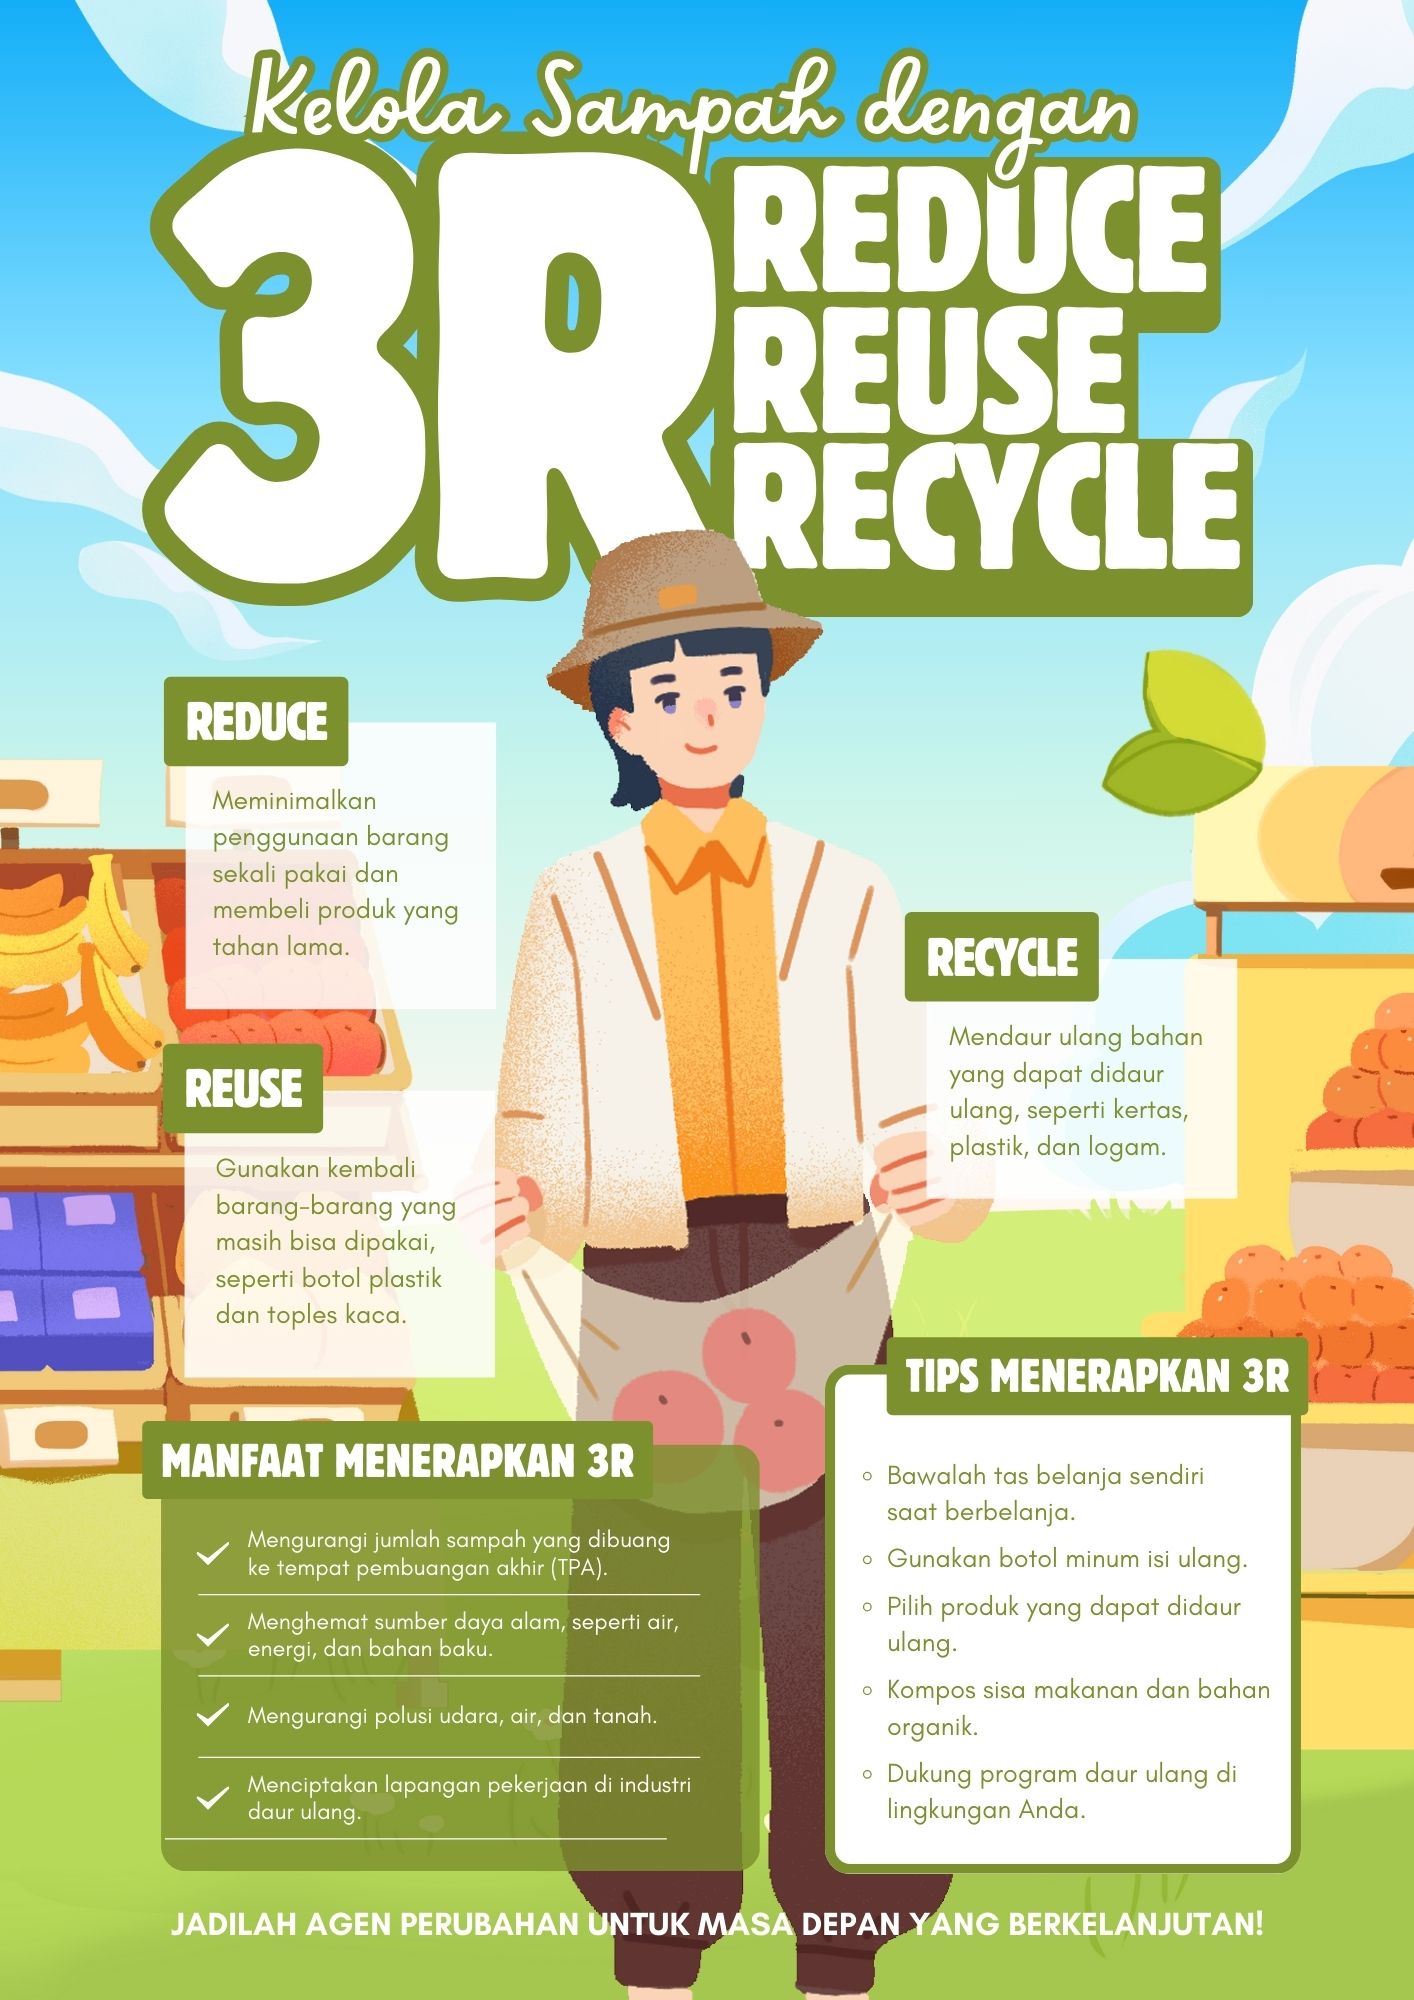 Kelola Sampah dengan
3R
REDUCE
REUSE
RECYCLE
REDUCE
Meminimalkan
penggunaan barang
sekali pakai dan
membeli produk yang
tahan lama.
REUSE
Gunakan kembali
barang-barang yang
masih bisa dipakai,
seperti botol plastik
dan toples kaca.
RECYCLE
Mendaur ulang bahan
yang dapat didaur
ulang, seperti kertas,
plastik, dan logam.
MANFAAT MENERAPKAN 3R
Mengurangi jumlah sampah yang dibuang
ke tempat pembuangan akhir (TPA).
Menghemat sumber daya alam, seperti air,
energi, dan bahan baku.
Mengurangi polusi udara, air, dan tanah.
Menciptakan lapangan pekerjaan di industri
daur ulang.
TIPS MENERAPKAN 3R
Bawalah tas belanja sendiri
saat berbelanja.
Gunakan botol minum isi ulang.
Pilih produk yang dapat didaur
ulang.
Kompos sisa makanan dan bahan
organik.
Dukung program daur ulang di
lingkungan Anda.
JADILAH AGEN PERUBAHAN UNTUK MASA DEPAN YANG BERKELANJUTAN!